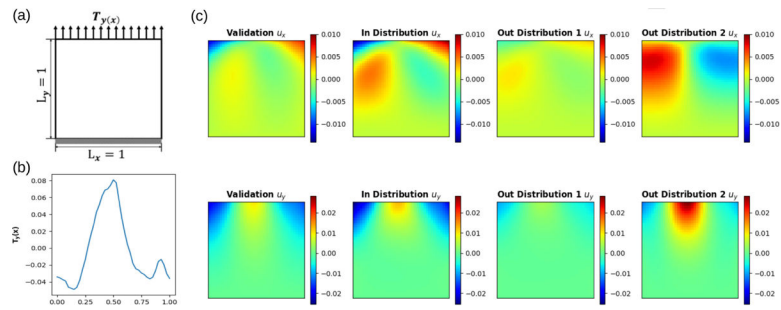 (a)
T_y(x)
L_y = 1
L_x = 1
(b)
T_y(x)
0.08
0.06
0.04
0.02
0.00
−0.02
−0.04
0.00 0.25 0.50 0.75 1.00
(c)
Validation u_x
0.010
0.005
0.000
−0.005
−0.010
In Distribution u_x
0.010
0.005
0.000
−0.005
−0.010
Out Distribution 1 u_x
0.010
0.005
0.000
−0.005
−0.010
Out Distribution 2 u_x
0.010
0.005
0.000
−0.005
−0.010
Validation u_y
0.02
0.01
0.00
−0.01
−0.02
In Distribution u_y
0.02
0.01
0.00
−0.01
−0.02
Out Distribution 1 u_y
0.02
0.01
0.00
−0.01
−0.02
Out Distribution 2 u_y
0.02
0.01
0.00
−0.01
−0.02